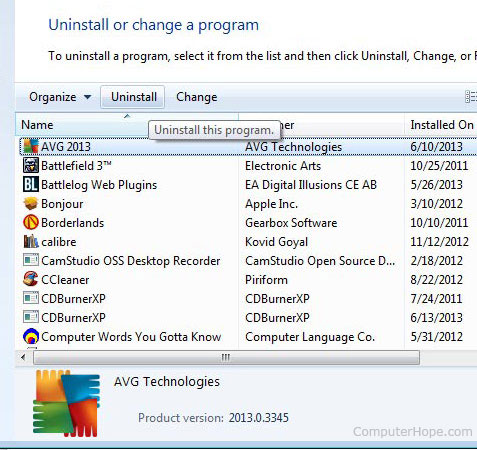 Uninstall or change a program
To uninstall a program, select it from the list and then click Uninstall, Change, or
Organize Uninstall Change
Name Installed On
Uninstall this program.
AVG 2013 AVG Technologies 6/10/2013
Battlefield 3™ Electronic Arts 10/25/2011
BL Battlelog Web Plugins EA Digital Illusions CE AB 5/26/2013
Bonjour Apple Inc. 3/10/2012
Borderlands Gearbox Software 10/10/2011
calibre Kovid Goyal 11/12/2012
CamStudio OSS Desktop Recorder CamStudio Open Source D... 2/18/2012
CCleaner Piriform 8/22/2012
CDBurnerXP CDBurnerXP 7/24/2011
CDBurnerXP CDBurnerXP 6/13/2013
Computer Words You Gotta Know Computer Language Co. 5/31/2012
AVG Technologies
Product version: 2013.0.3345
ComputerHope.com